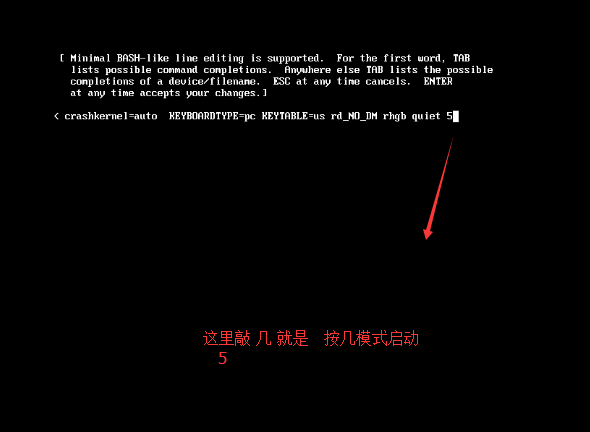 [ Minimal BASH-like line editing is supported.  For the first word, TAB
lists possible command completions.  Anywhere else TAB lists the possible
completions of a device/filename.  ESC at any time cancels.  ENTER
at any time accepts your changes.]
< crashkernel=auto  KEYBOARDTYPE=pc KEYTABLE=us rd_NO_DM rhgb quiet 5
这里敲 几 就是 按几模式启动
5